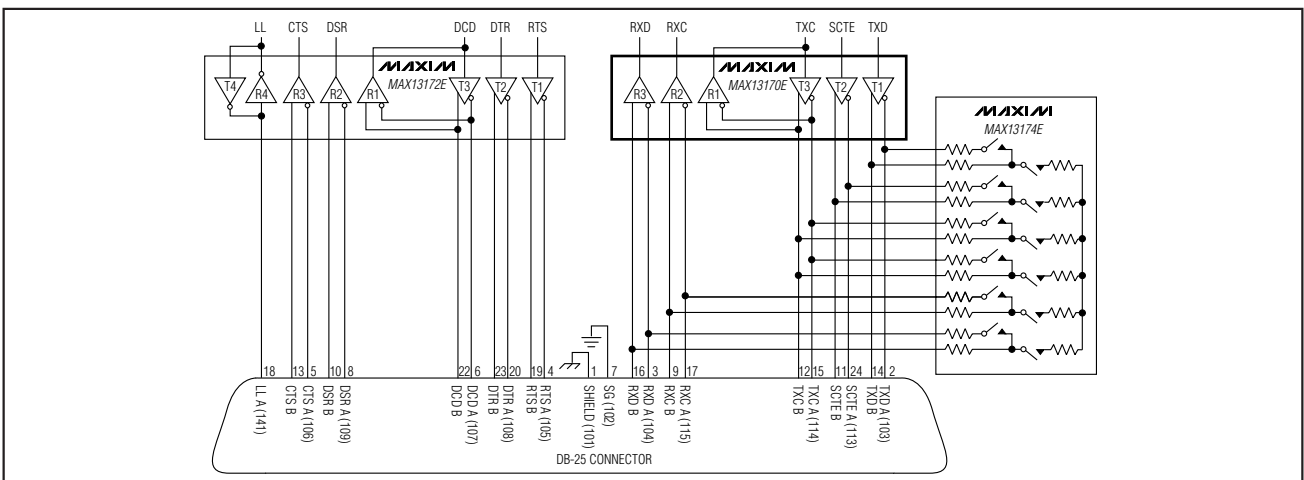 LL CTS DSR DCD DTR RTS RXD RXC TXC SCTE TXD
MAXIM
MAX13172E
T4 R4 R3 R2 R1 T3 T2 T1
MAXIM
MAX13170E
R3 R2 R1 T3 T2 T1
MAXIM
MAX13174E
18 13 5 10 8 22 6 23 20 19 4 1 7 16 3 9 17 12 15 11 24 14 2
LL A (141)
CTS B
CTS A (106)
DSR B
DSR A (109)
DCD B
DCD A (107)
DTR B
DTR A (108)
RTS B
RTS A (105)
SHIELD (101)
SG (102)
RXD B
RXD A (104)
RXC B
RXC A (115)
TXC B
TXC A (114)
SCTE B
SCTE A (113)
TXD B
TXD A (103)
DB-25 CONNECTOR